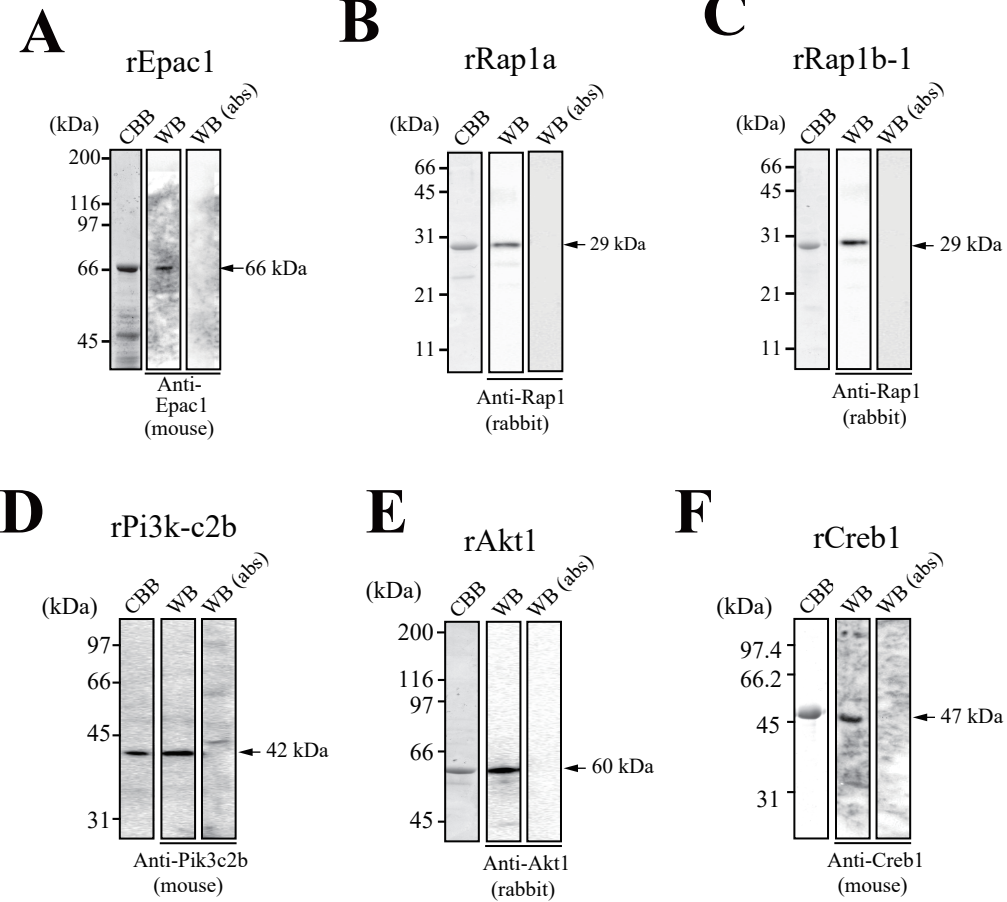 A
rEpac1
(kDa)
CBB
WB
WB (abs)
200
116
97
66
45
66 kDa
Anti-
Epac1
(mouse)
B
rRap1a
(kDa)
CBB
WB
WB (abs)
66
45
31
21
11
29 kDa
Anti-Rap1
(rabbit)
C
rRap1b-1
(kDa)
CBB
WB
WB (abs)
66
45
31
21
11
29 kDa
Anti-Rap1
(rabbit)
D
rPi3k-c2b
(kDa)
CBB
WB
WB (abs)
97
66
45
31
42 kDa
Anti-Pik3c2b
(mouse)
E
rAkt1
(kDa)
CBB
WB
WB (abs)
200
116
97
66
45
60 kDa
Anti-Akt1
(rabbit)
F
rCreb1
(kDa)
CBB
WB
WB (abs)
97.4
66.2
45
31
47 kDa
Anti-Creb1
(mouse)